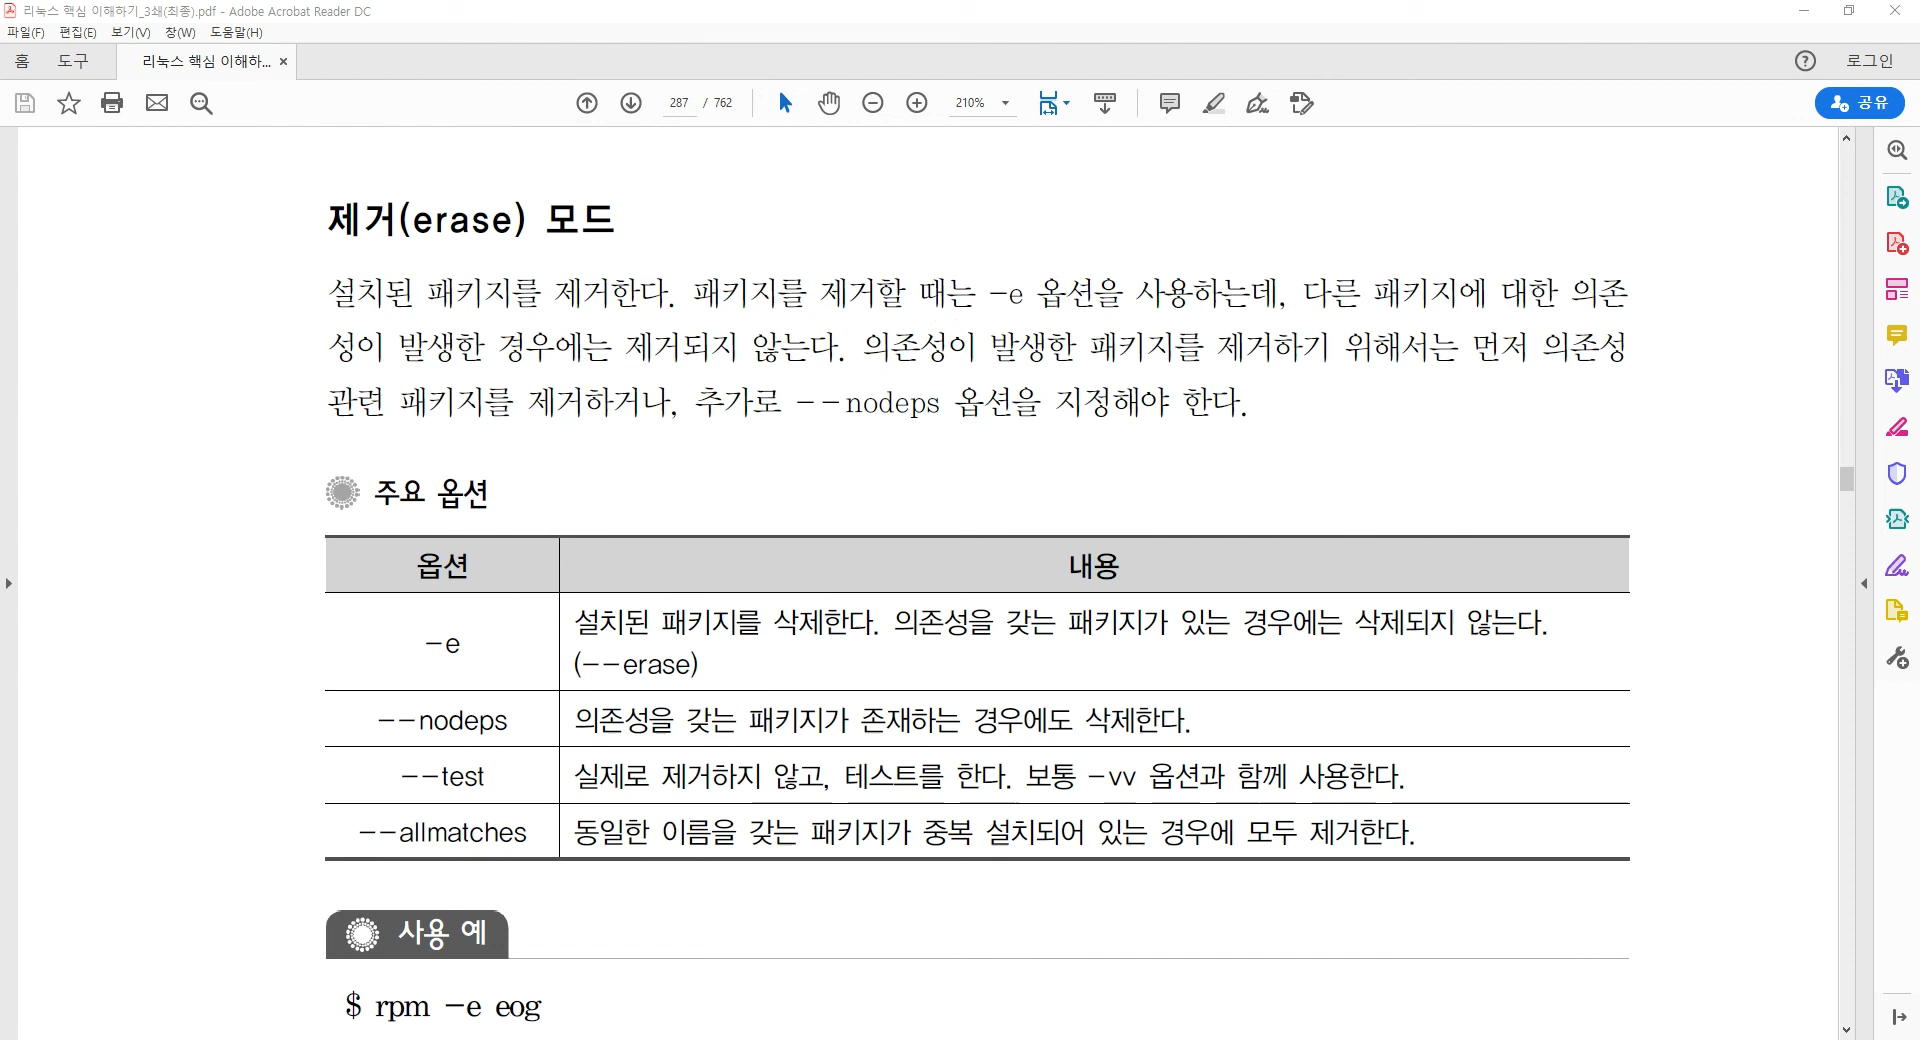 리눅스 핵심 이해하기_3쇄(최종).pdf - Adobe Acrobat Reader DC
파일(F) 편집(E) 보기(V) 창(W) 도움말(H)
홈 도구 리눅스 핵심 이해하... × 로그인
287 / 762 210% 공유
제거(erase) 모드
설치된 패키지를 제거한다. 패키지를 제거할 때는 -e 옵션을 사용하는데, 다른 패키지에 대한 의존
성이 발생한 경우에는 제거되지 않는다. 의존성이 발생한 패키지를 제거하기 위해서는 먼저 의존성
관련 패키지를 제거하거나, 추가로 --nodeps 옵션을 지정해야 한다.
주요 옵션
옵션 내용
-e 설치된 패키지를 삭제한다. 의존성을 갖는 패키지가 있는 경우에는 삭제되지 않는다.
(--erase)
--nodeps 의존성을 갖는 패키지가 존재하는 경우에도 삭제한다.
--test 실제로 제거하지 않고, 테스트를 한다. 보통 -vv 옵션과 함께 사용한다.
--allmatches 동일한 이름을 갖는 패키지가 중복 설치되어 있는 경우에 모두 제거한다.
사용 예
$ rpm -e eog